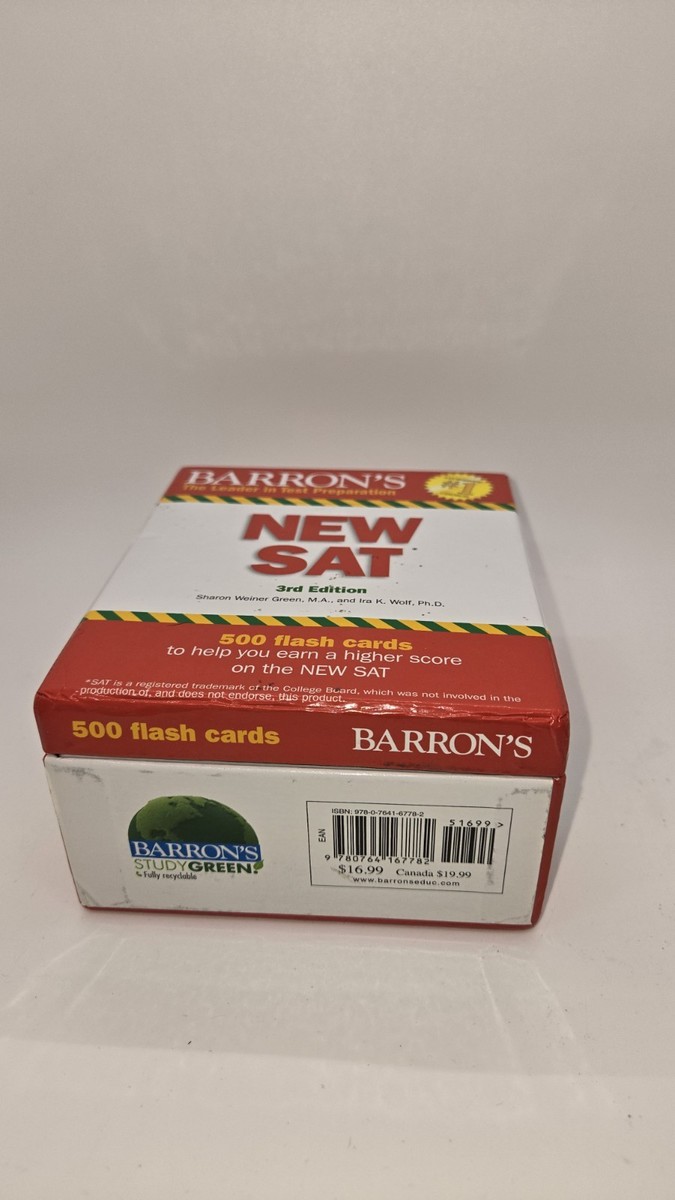 BARRON'S
The Leader in Test Preparation
#1
NEW
SAT
3rd Edition
Sharon Weiner Green, M.A., and Ira K. Wolf, Ph.D.
500 flash cards
to help you earn a higher score
on the NEW SAT
*SAT is a registered trademark of the College Board, which was not involved in the
production of, and does not endorse, this product.
500 flash cards
BARRON'S
BARRON'S
STUDYGREEN!
Fully recyclable
ISBN: 978-0-7641-6778-2
51699 >
EAN
9 780764 167782
$16.99 Canada $19.99
www.barronseduc.com